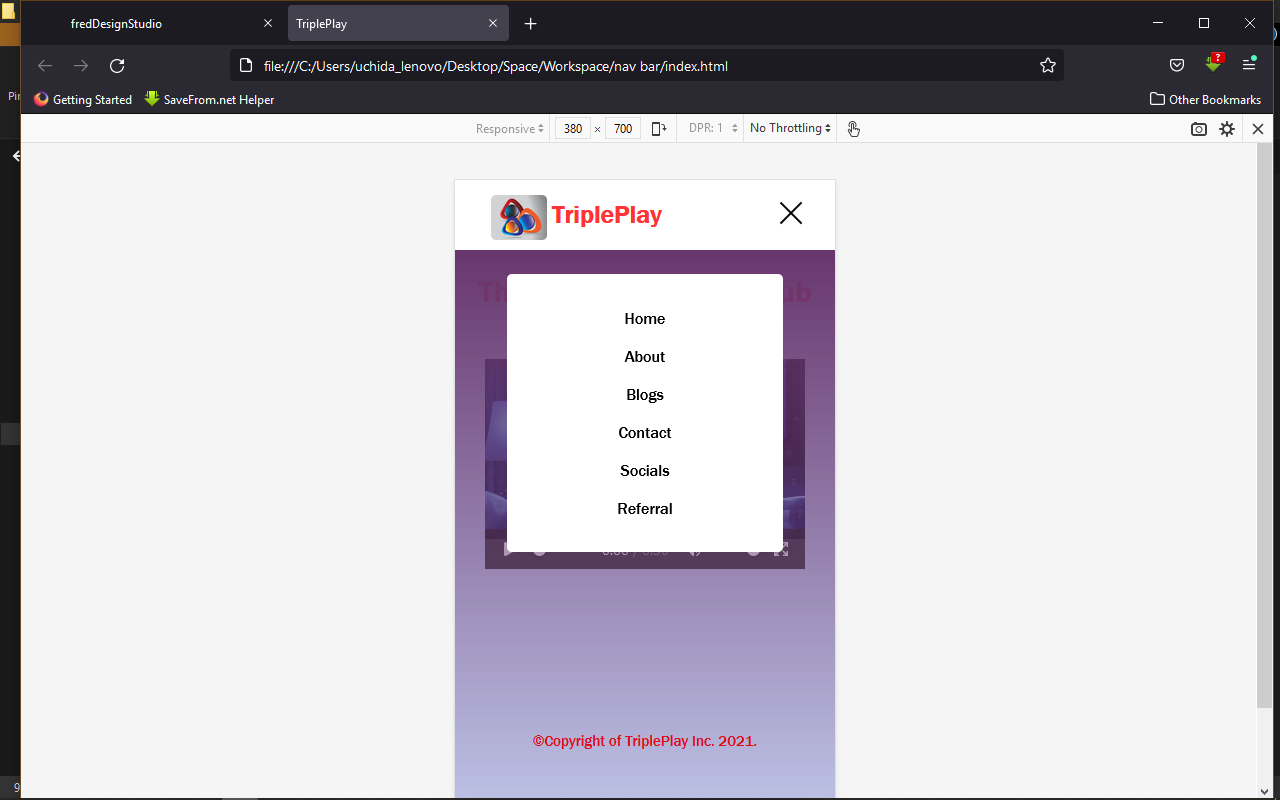 fredDesignStudio
TriplePlay
file:///C:/Users/uchida_lenovo/Desktop/Space/Workspace/nav bar/index.html
?
Getting Started
SaveFrom.net Helper
Other Bookmarks
Responsive
380 × 700
DPR: 1
No Throttling
TriplePlay
Home
About
Blogs
Contact
Socials
Referral
©Copyright of TriplePlay Inc. 2021.
9